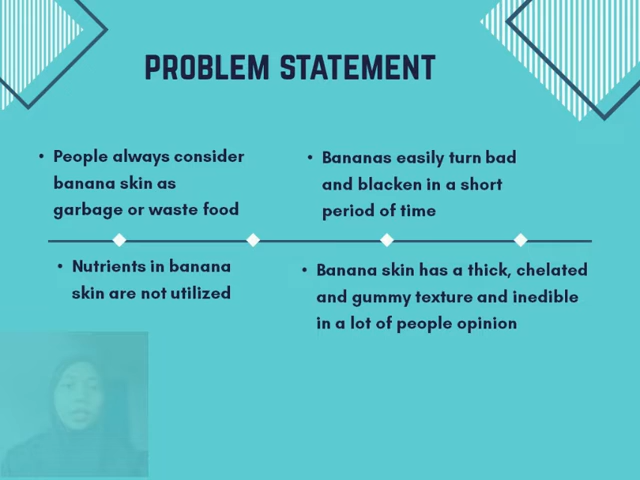 PROBLEM STATEMENT
• People always consider
banana skin as
garbage or waste food
• Bananas easily turn bad
and blacken in a short
period of time
• Nutrients in banana
skin are not utilized
• Banana skin has a thick, chelated
and gummy texture and inedible
in a lot of people opinion